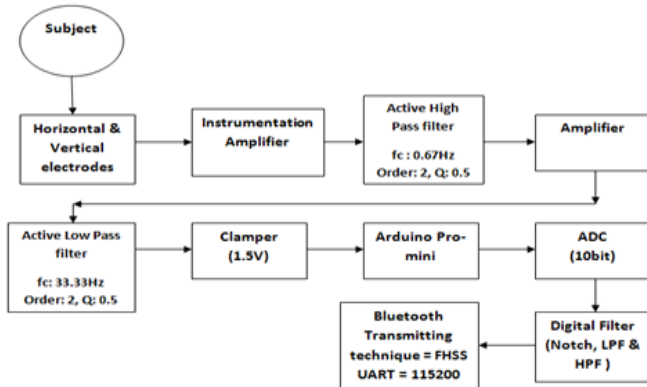 Subject
Horizontal &
Vertical
electrodes
Instrumentation
Amplifier
Active High
Pass filter
fc : 0.67Hz
Order: 2, Q: 0.5
Amplifier
Active Low Pass
filter
fc: 33.33Hz
Order: 2, Q: 0.5
Clamper
(1.5V)
Arduino Pro-
mini
ADC
(10bit)
Digital Filter
(Notch, LPF &
HPF )
Bluetooth
Transmitting
technique = FHSS
UART = 115200